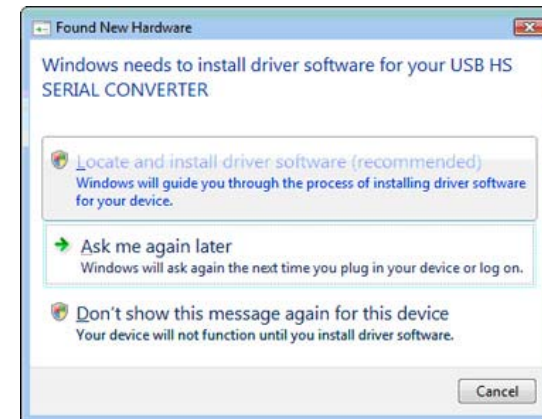 Found New Hardware
Windows needs to install driver software for your USB HS
SERIAL CONVERTER
Locate and install driver software (recommended)
Windows will guide you through the process of installing driver software
for your device.
Ask me again later
Windows will ask again the next time you plug in your device or log on.
Don't show this message again for this device
Your device will not function until you install driver software.
Cancel